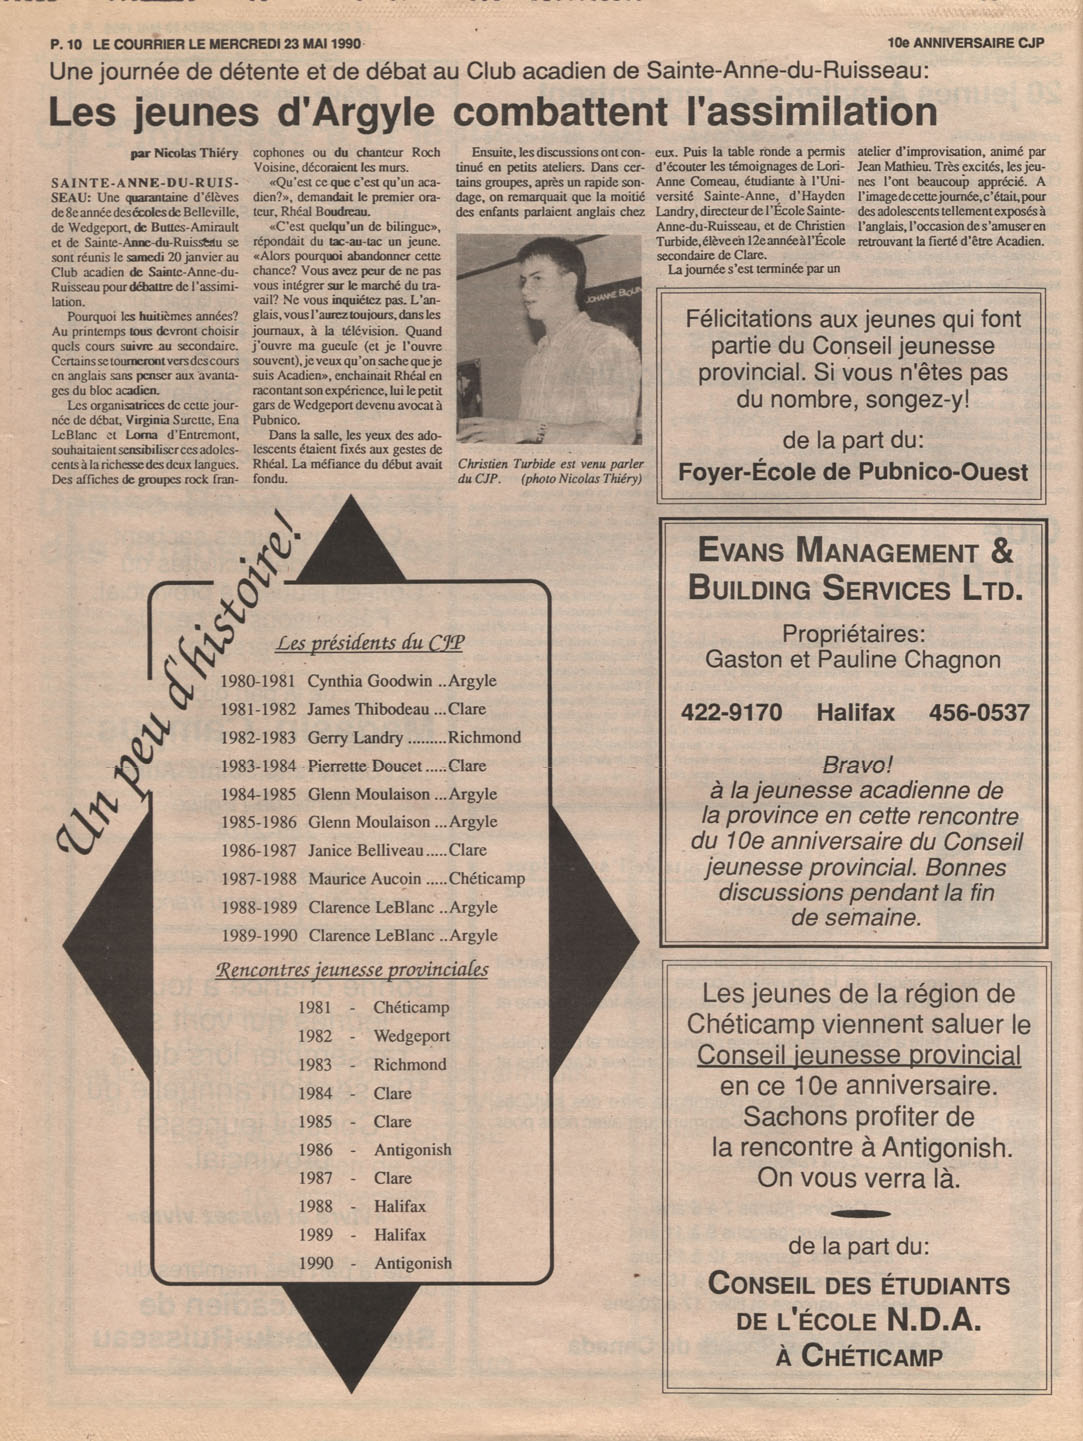 P. 10 LE COURRIER LE MERCREDI 23 MAI 1990
10e ANNIVERSAIRE CJP
Une journée de détente et de débat au Club acadien de Sainte-Anne-du-Ruisseau:
Les jeunes d'Argyle combattent l'assimilation
par Nicolas Thiéry
SAINTE-ANNE-DU-RUIS-
SEAU: Une quarantaine d'élèves
de 8e année des écoles de Belleville,
de Wedgeport, de Buttes-Amirault
et de Sainte-Anne-du-Ruisseau se
sont réunis le samedi 20 janvier au
Club acadien de Sainte-Anne-du-
Ruisseau pour débattre de l'assimi-
lation.
Pourquoi les huitièmes années?
Au printemps tous devront choisir
quels cours suivre au secondaire.
Certains se tourneront vers des cours
en anglais sans penser aux avanta-
ges du bloc acadien.
Les organisatrices de cette jour-
née de débat, Virginia Surette, Ena
LeBlanc et Lorna d'Entremont,
souhaitaient sensibiliser ces adoles-
cents à la richesse des deux langues.
Des affiches de groupes rock fran-
cophones ou du chanteur Roch
Voisine, décoraient les murs.
«Qu'est ce que c'est qu'un aca-
dien?», demandait le premier ora-
teur, Rhéal Boudreau.
«C'est quelqu'un de bilingue»,
répondait du tac-au-tac un jeune.
«Alors pourquoi abandonner cette
chance? Vous avez peur de ne pas
vous intégrer sur le marché du tra-
vail? Ne vous inquiétez pas. L'an-
glais, vous l'aurez toujours, dans les
journaux, à la télévision. Quand
j'ouvre ma gueule (et je l'ouvre
souvent), je veux qu'on sache que je
suis Acadien», enchainait Rhéal en
racontant son expérience, lui le petit
gars de Wedgeport devenu avocat à
Pubnico.
Dans la salle, les yeux des ado-
lescents étaient fixés aux gestes de
Rhéal. La méfiance du début avait
fondu.
Ensuite, les discussions ont con-
tinué en petits ateliers. Dans cer-
tains groupes, après un rapide son-
dage, on remarquait que la moitié
des enfants parlaient anglais chez
JOHANNE BLOUIN
Christien Turbide est venu parler
du CJP. (photo Nicolas Thiéry)
eux. Puis la table ronde a permis
d'écouter les témoignages de Lori-
Anne Comeau, étudiante à l'Uni-
versité Sainte-Anne, d'Hayden
Landry, directeur de l'École Sainte-
Anne-du-Ruisseau, et de Christien
Turbide, élève en 12e année à l'École
secondaire de Clare.
La journée s'est terminée par un
atelier d'improvisation, animé par
Jean Mathieu. Très excités, les jeu-
nes l'ont beaucoup apprécié. A
l'image de cette journée, c'était, pour
des adolescents tellement exposés à
l'anglais, l'occasion de s'amuser en
retrouvant la fierté d'être Acadien.
Félicitations aux jeunes qui font
partie du Conseil jeunesse
provincial. Si vous n'êtes pas
du nombre, songez-y!
de la part du:
Foyer-École de Pubnico-Ouest
EVANS MANAGEMENT &
BUILDING SERVICES LTD.
Propriétaires:
Gaston et Pauline Chagnon
422-9170 Halifax 456-0537
Bravo!
à la jeunesse acadienne de
la province en cette rencontre
du 10e anniversaire du Conseil
jeunesse provincial. Bonnes
discussions pendant la fin
de semaine.
Les jeunes de la région de
Chéticamp viennent saluer le
Conseil jeunesse provincial
en ce 10e anniversaire.
Sachons profiter de
la rencontre à Antigonish.
On vous verra là.
de la part du:
CONSEIL DES ÉTUDIANTS
DE L'ÉCOLE N.D.A.
À CHÉTICAMP
Un peu d'histoire!
Les présidents du CJP
1980-1981 Cynthia Goodwin ..Argyle
1981-1982 James Thibodeau ...Clare
1982-1983 Gerry Landry .........Richmond
1983-1984 Pierrette Doucet .....Clare
1984-1985 Glenn Moulaison ...Argyle
1985-1986 Glenn Moulaison ...Argyle
1986-1987 Janice Belliveau.....Clare
1987-1988 Maurice Aucoin .....Chéticamp
1988-1989 Clarence LeBlanc ..Argyle
1989-1990 Clarence LeBlanc ..Argyle
Rencontres jeunesse provinciales
1981 - Chéticamp
1982 - Wedgeport
1983 - Richmond
1984 - Clare
1985 - Clare
1986 - Antigonish
1987 - Clare
1988 - Halifax
1989 - Halifax
1990 - Antigonish